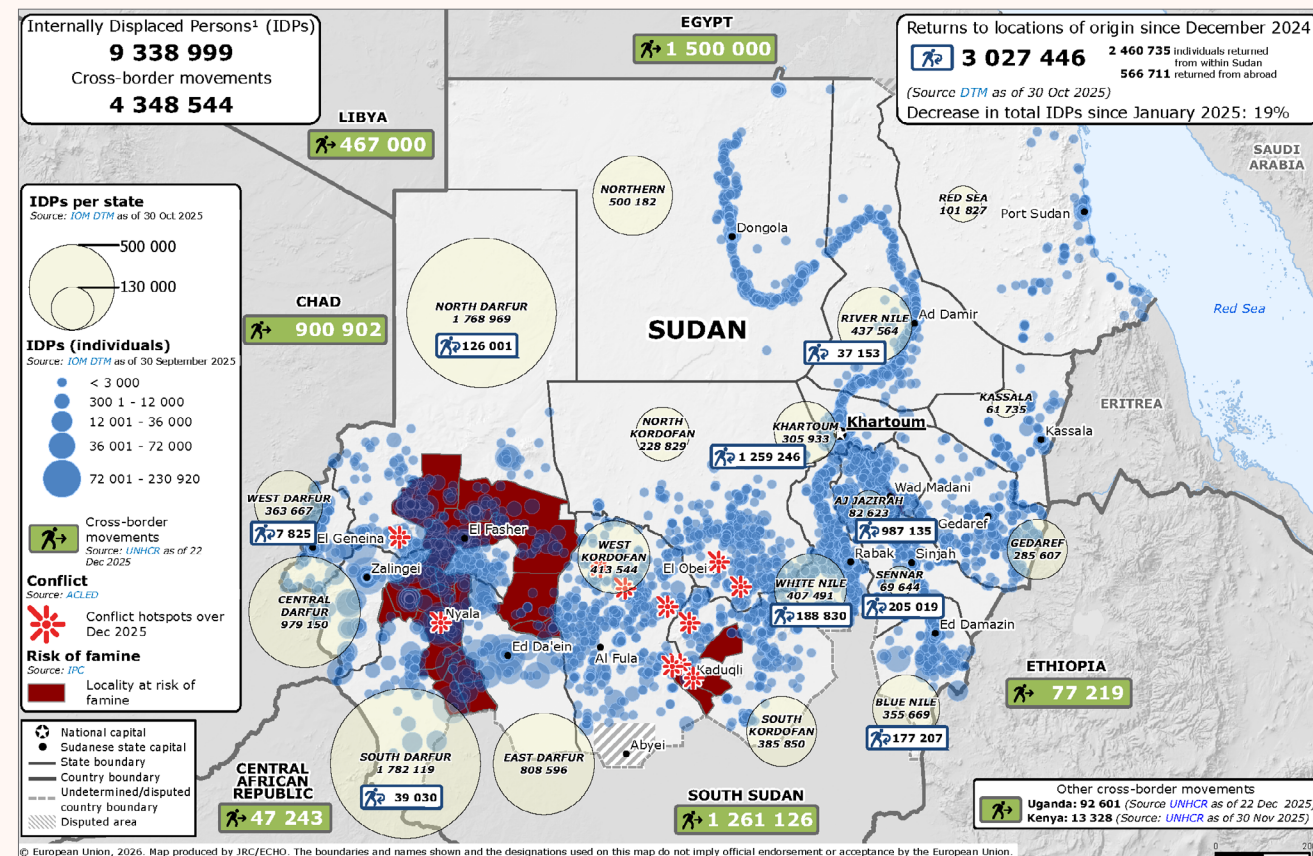 Internally Displaced Persons¹ (IDPs)
9 338 999
Cross-border movements
4 348 544
EGYPT
1 500 000
Returns to locations of origin since December 2024
3 027 446
2 460 735 individuals returned
from within Sudan
566 711 returned from abroad
(Source DTM as of 30 Oct 2025)
Decrease in total IDPs since January 2025: 19%
LIBYA
467 000
SAUDI
ARABIA
IDPs per state
Source: IOM DTM as of 30 Oct 2025
500 000
130 000
IDPs (individuals)
Source: IOM DTM as of 30 September 2025
< 3 000
300 1 - 12 000
12 001 - 36 000
36 001 - 72 000
72 001 - 230 920
Cross-border
movements
Source: UNHCR as of 22
Dec 2025
Conflict
Source: ACLED
Conflict hotspots over
Dec 2025
Risk of famine
Source: IPC
Locality at risk of
famine
National capital
Sudanese state capital
State boundary
Country boundary
Undetermined/disputed
country boundary
Disputed area
NORTHERN
500 182
RED SEA
101 827
Port Sudan
Dongola
CHAD
900 902
NORTH DARFUR
1 768 969
126 001
SUDAN
RIVER NILE
437 564
Ad Damir
37 153
Red Sea
KASSALA
61 735
ERITREA
NORTH
KORDOFAN
228 829
KHARTOUM
305 933
Khartoum
Kassala
1 259 246
WEST DARFUR
363 667
7 825
El Geneina
El Fasher
Wad Madani
AJ JAZIRAH
82 623
987 135
Gedaref
GEDAREF
285 607
WEST
KORDOFAN
413 544
El Obei
Rabak
Sinjah
Zalingei
CENTRAL
DARFUR
979 150
WHITE NILE
407 491
188 830
SENNAR
69 644
205 019
Nyala
Ed Damazin
Ed Da'ein
Al Fula
Kaduqli
ETHIOPIA
77 219
BLUE NILE
355 669
177 207
SOUTH
KORDOFAN
385 850
SOUTH DARFUR
1 782 119
39 030
EAST DARFUR
808 596
Abyei
CENTRAL
AFRICAN
REPUBLIC
47 243
SOUTH SUDAN
1 261 126
Other cross-border movements
Uganda: 92 601 (Source UNHCR as of 22 Dec 2025)
Kenya: 13 328 (Source: UNHCR as of 30 Nov 2025)
0
© European Union, 2026. Map produced by JRC/ECHO. The boundaries and names shown and the designations used on this map do not imply official endorsement or acceptance by the European Union.